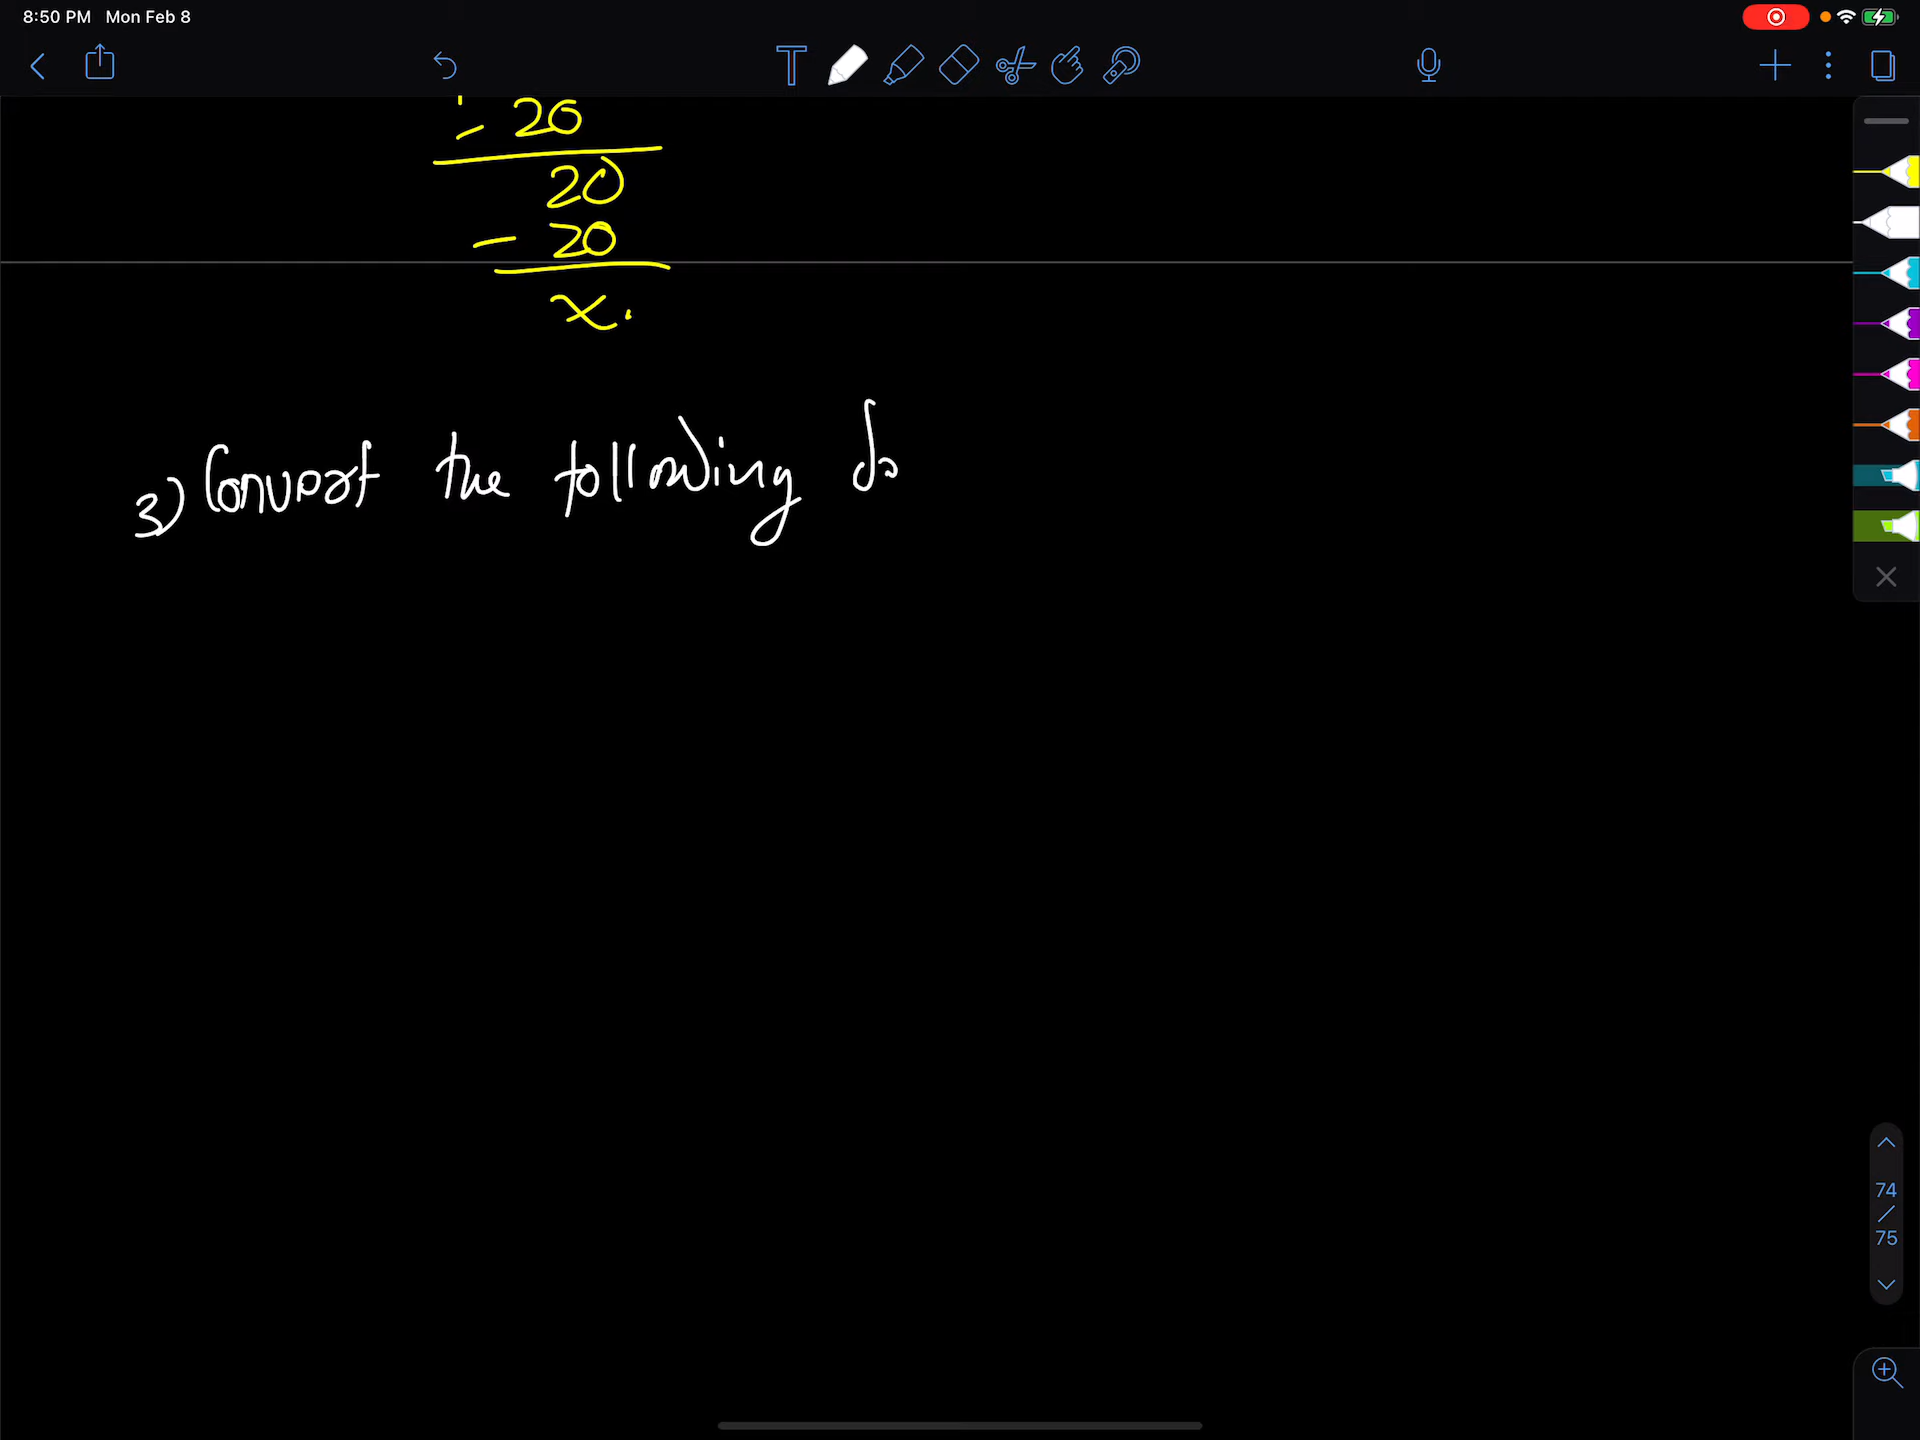 8:50 PM Mon Feb 8
- 20
20
- 20
x.
3) Convert the following
74
/
75